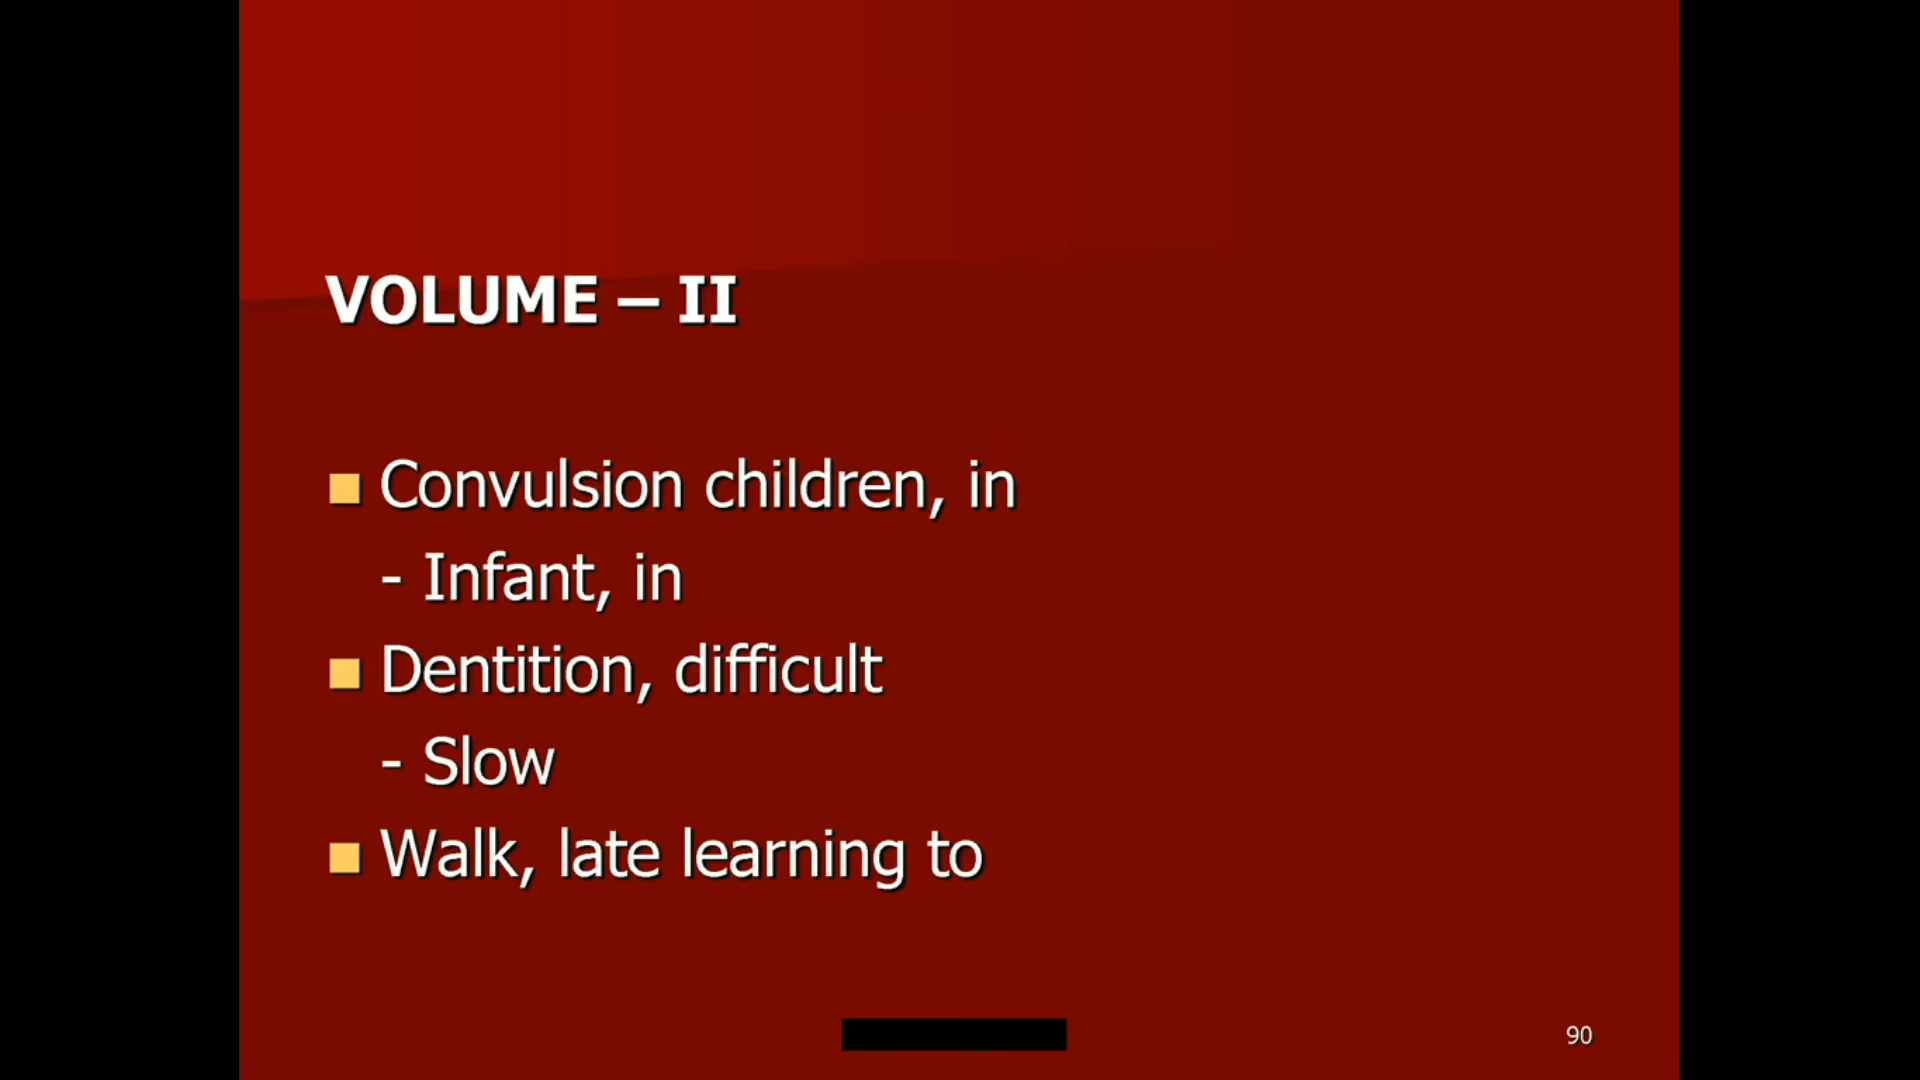 VOLUME – II
Convulsion children, in
- Infant, in
Dentition, difficult
- Slow
Walk, late learning to
90